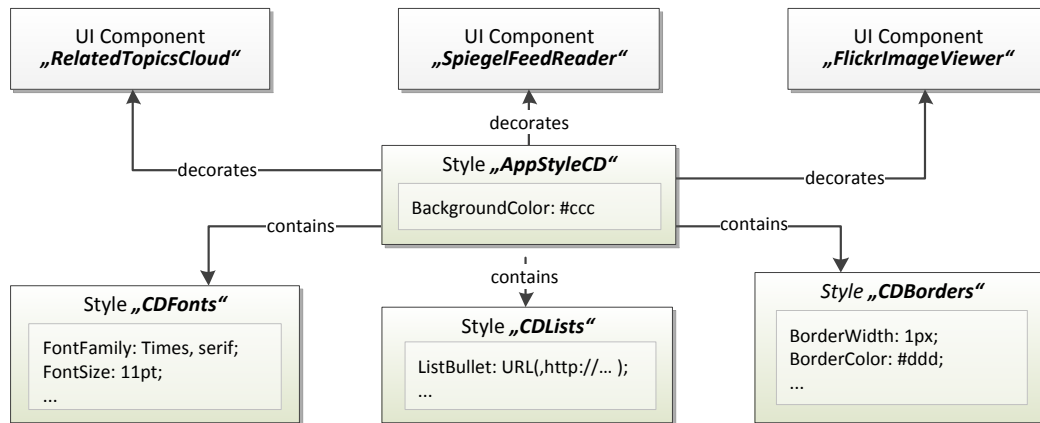 UI Component
„RelatedTopicsCloud“
UI Component
„SpiegelFeedReader“
UI Component
„FlickrImageViewer“
decorates
decorates
decorates
Style „AppStyleCD“
BackgroundColor: #ccc
contains
contains
contains
Style „CDFonts“
FontFamily: Times, serif;
FontSize: 11pt;
...
Style „CDLists“
ListBullet: URL(‚http://... );
...
Style „CDBorders“
BorderWidth: 1px;
BorderColor: #ddd;
...